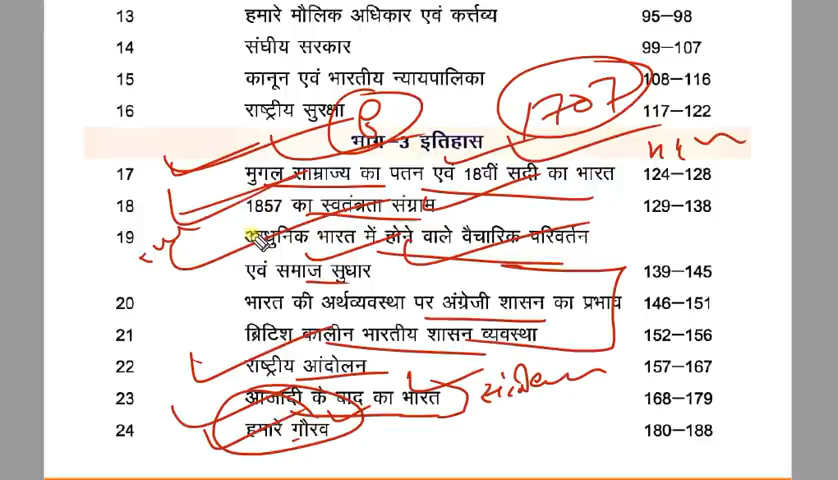 13 हमारे मौलिक अधिकार एवं कर्त्तव्य 95–98
14 संघीय सरकार 99–107
15 कानून एवं भारतीय न्यायपालिका 108–116
16 राष्ट्रीय सुरक्षा 117–122
1707
भाग–3 इतिहास
17 मुगल साम्राज्य का पतन एवं 18वीं सदी का भारत 124–128
18 1857 का स्वतंत्रता संग्राम 129–138
19 आधुनिक भारत में होने वाले वैचारिक परिवर्तन
एवं समाज सुधार 139–145
20 भारत की अर्थव्यवस्था पर अंग्रेजी शासन का प्रभाव 146–151
21 ब्रिटिश कालीन भारतीय शासन व्यवस्था 152–156
22 राष्ट्रीय आंदोलन 157–167
23 आजादी के बाद का भारत 168–179
24 हमारे गौरव 180–188